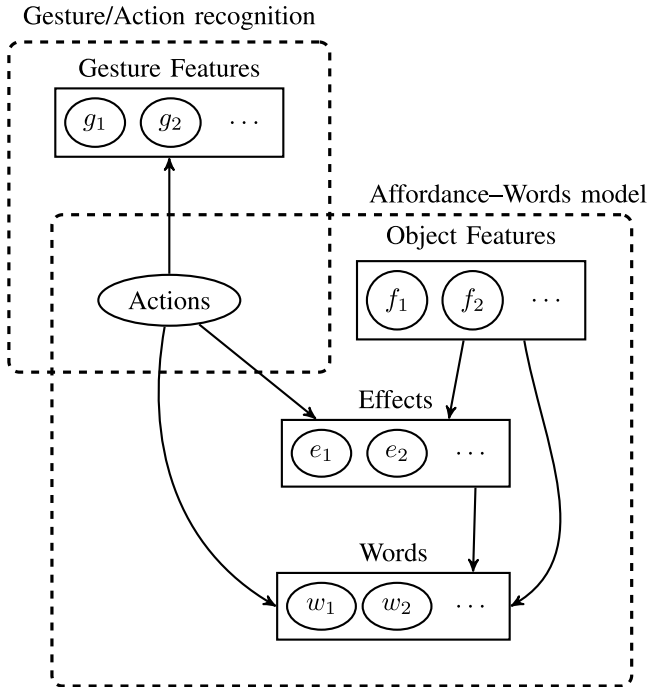 Gesture/Action recognition
Gesture Features
g1 g2 ⋯
Affordance–Words model
Object Features
Actions
f1 f2 ⋯
Effects
e1 e2 ⋯
Words
w1 w2 ⋯